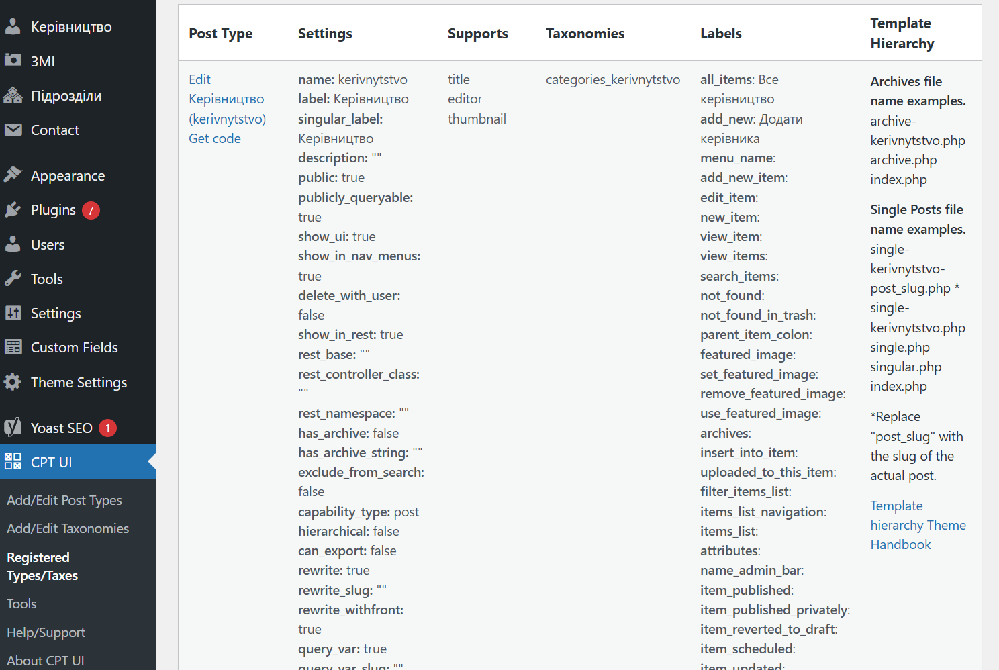 Керівництво
ЗМІ
Підрозділи
Contact
Appearance
Plugins 7
Users
Tools
Settings
Custom Fields
Theme Settings
Yoast SEO 1
CPT UI
Add/Edit Post Types
Add/Edit Taxonomies
Registered
Types/Taxes
Tools
Help/Support
About CPT UI
Post Type
Settings
Supports
Taxonomies
Labels
Template
Hierarchy
Edit
Керівництво
(kerivnytstvo)
Get code
name: kerivnytstvo
label: Керівництво
singular_label:
Керівництво
description: ""
public: true
publicly_queryable:
true
show_ui: true
show_in_nav_menus:
true
delete_with_user:
false
show_in_rest: true
rest_base: ""
rest_controller_class:
""
rest_namespace: ""
has_archive: false
has_archive_string: ""
exclude_from_search:
false
capability_type: post
hierarchical: false
can_export: false
rewrite: true
rewrite_slug: ""
rewrite_withfront:
true
query_var: true
query_var_slug: ""
title
editor
thumbnail
categories_kerivnytstvo
all_items: Все
керівництво
add_new: Додати
керівника
menu_name:
add_new_item:
edit_item:
new_item:
view_item:
view_items:
search_items:
not_found:
not_found_in_trash:
parent_item_colon:
featured_image:
set_featured_image:
remove_featured_image:
use_featured_image:
archives:
insert_into_item:
uploaded_to_this_item:
filter_items_list:
items_list_navigation:
items_list:
attributes:
name_admin_bar:
item_published:
item_published_privately:
item_reverted_to_draft:
item_scheduled:
item_updated:
Archives file
name examples.
archive-
kerivnytstvo.php
archive.php
index.php
Single Posts file
name examples.
single-
kerivnytstvo-
post_slug.php *
single-
kerivnytstvo.php
single.php
singular.php
index.php
*Replace
"post_slug" with
the slug of the
actual post.
Template
hierarchy Theme
Handbook